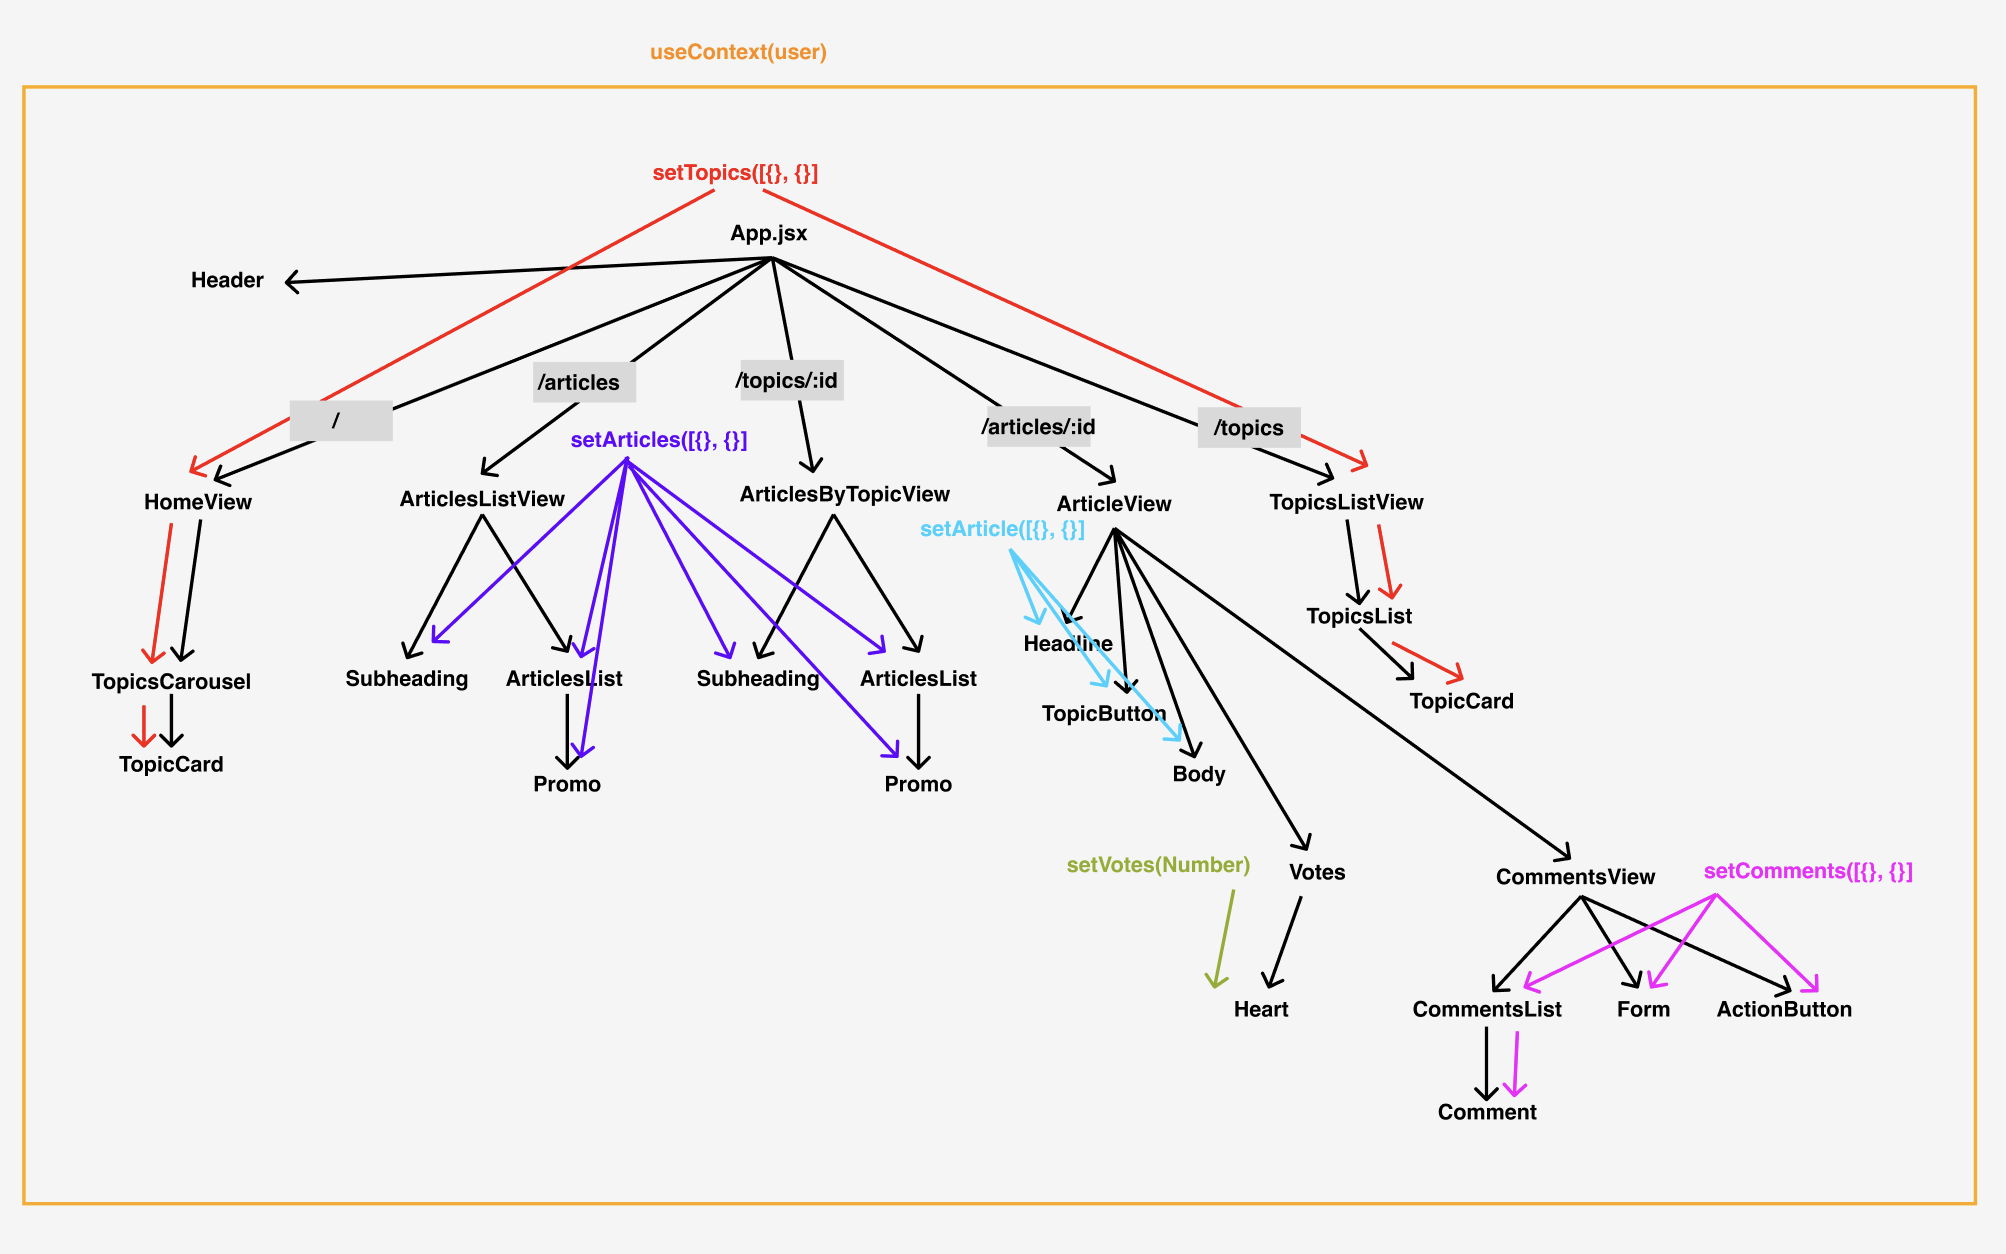 useContext(user)
setTopics([{}, {}]
App.jsx
Header
/articles
/topics/:id
/
/articles/:id
/topics
setArticles([{}, {}]
HomeView
ArticlesListView
ArticlesByTopicView
ArticleView
TopicsListView
setArticle([{}, {}]
TopicsList
Headline
TopicsCarousel
Subheading
ArticlesList
Subheading
ArticlesList
TopicButton
TopicCard
TopicCard
Promo
Promo
Body
setVotes(Number)
Votes
CommentsView
setComments([{}, {}]
Heart
CommentsList
Form
ActionButton
Comment